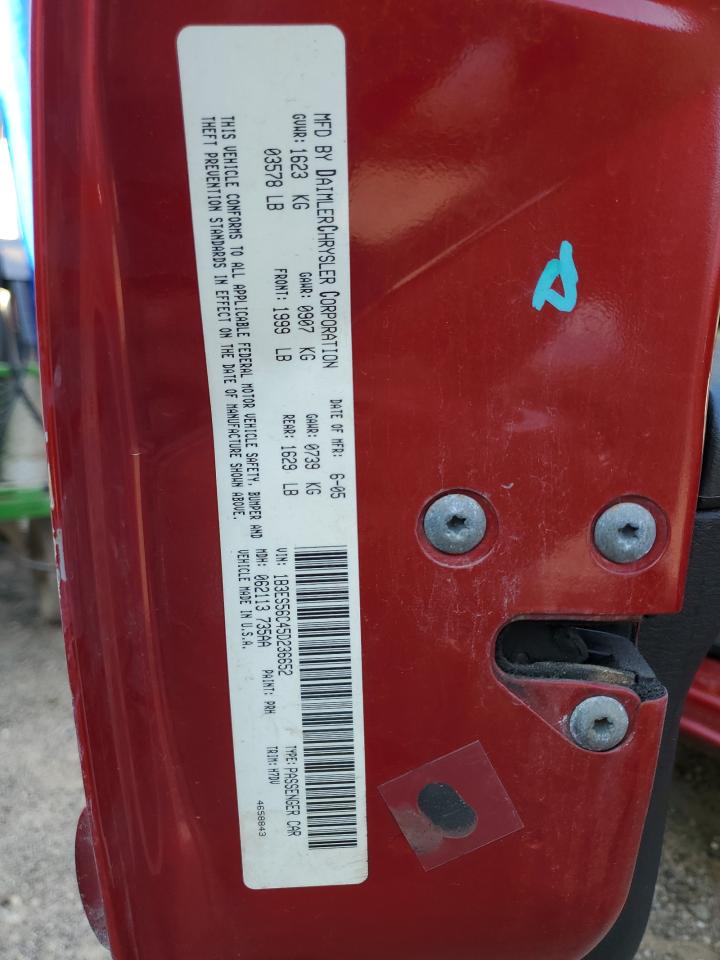 MFD BY DAIMLERCHRYSLER CORPORATION DATE OF MFR: 6-05
GVWR: 1623 KG GAWR: 0907 KG GAWR: 0739 KG
03578 LB FRONT: 1999 LB REAR: 1629 LB
THIS VEHICLE CONFORMS TO ALL APPLICABLE FEDERAL MOTOR VEHICLE SAFETY, BUMPER AND
THEFT PREVENTION STANDARDS IN EFFECT ON THE DATE OF MANUFACTURE SHOWN ABOVE.
VIN: 1B3ES56C45D236652 TYPE: PASSENGER CAR
MDH: 062113 735AA PAINT: PRH TRIM: H7DV
VEHICLE MADE IN U.S.A. 4658843